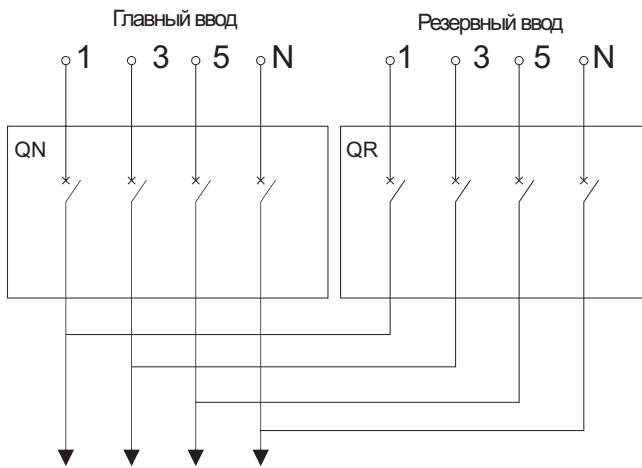 Главный ввод
Резервный ввод
1 3 5 N
1 3 5 N
QN
QR